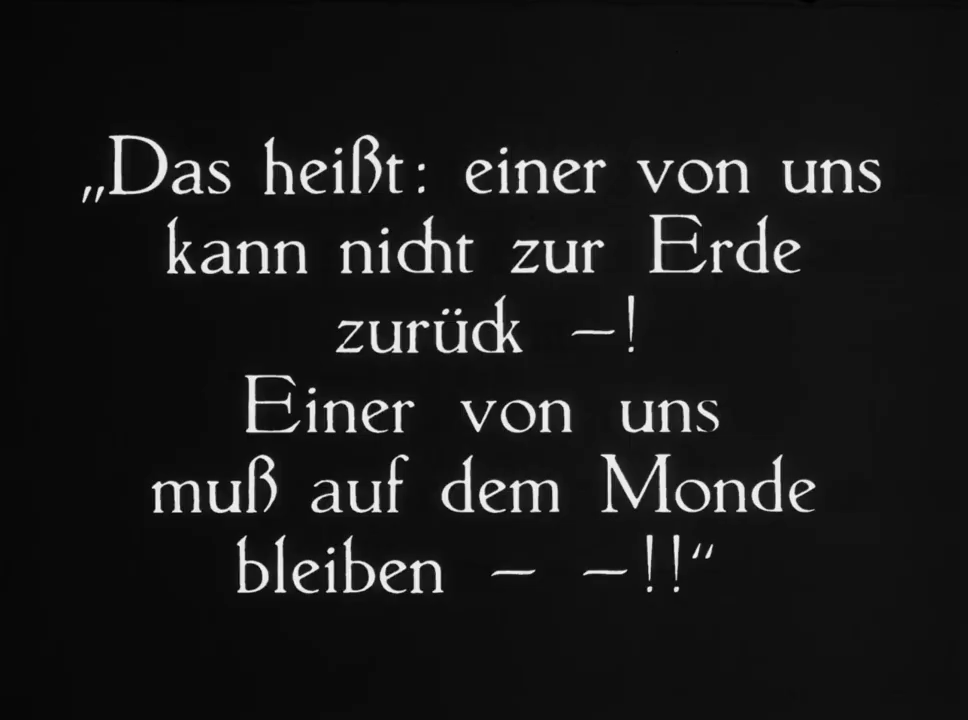 „Das heißt: einer von uns
kann nicht zur Erde
zurück –!
Einer von uns
muß auf dem Monde
bleiben – –!!“